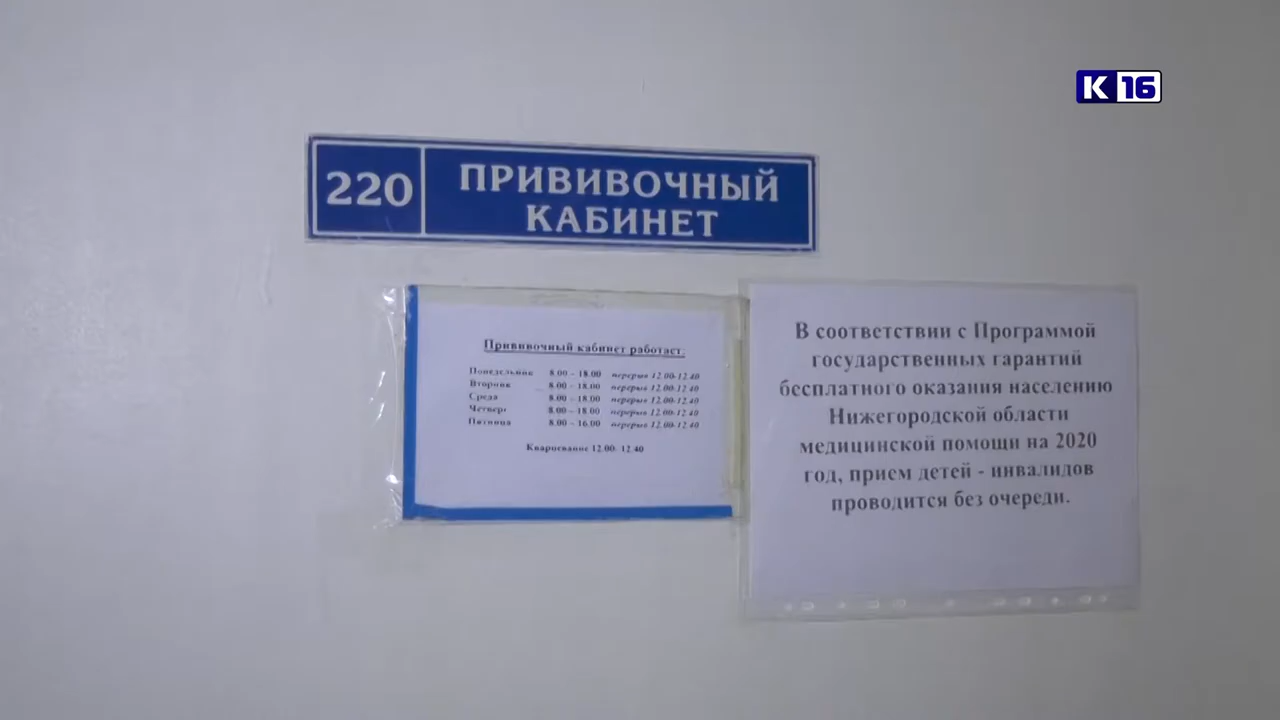 К 16
220
ПРИВИВОЧНЫЙ
КАБИНЕТ
Прививочный кабинет работает:
Понедельник 8.00 – 18.00 перерыв 12.00-12.40
Вторник 8.00 – 18.00 перерыв 12.00-12.40
Среда 8.00 – 18.00 перерыв 12.00-12.40
Четверг 8.00 – 18.00 перерыв 12.00-12.40
Пятница 8.00 – 16.00 перерыв 12.00-12.40
Кварцевание 12.00- 12.40
В соответствии с Программой
государственных гарантий
бесплатного оказания населению
Нижегородской области
медицинской помощи на 2020
год, прием детей - инвалидов
проводится без очереди.